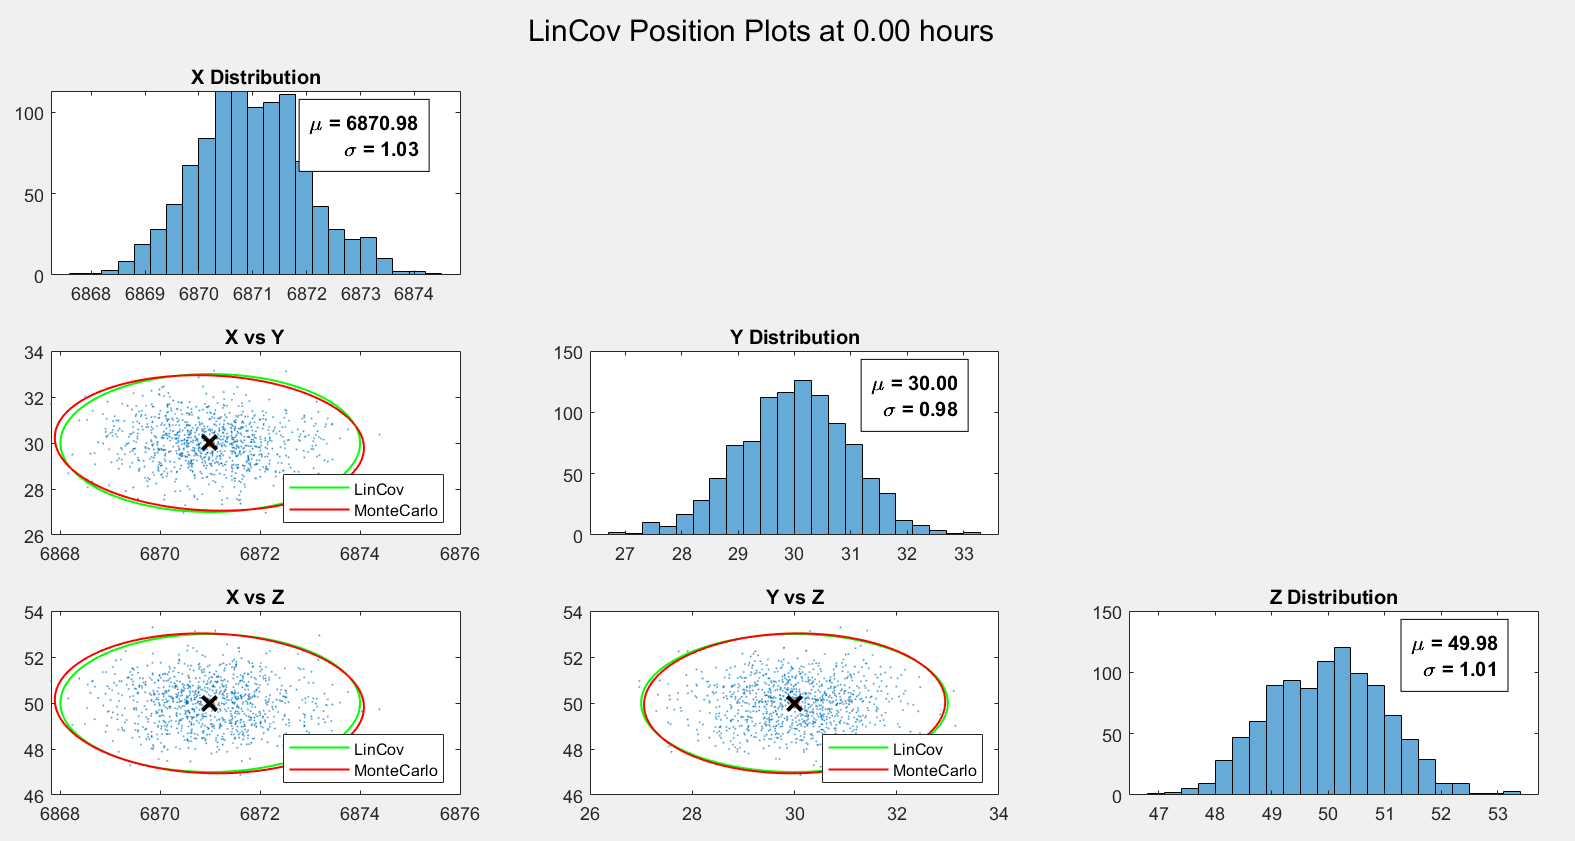 LinCov Position Plots at 0.00 hours
X Distribution
100
50
0
6868 6869 6870 6871 6872 6873 6874
μ = 6870.98
σ = 1.03
X vs Y
34
32
30
28
26
6868 6870 6872 6874 6876
LinCov
MonteCarlo
Y Distribution
150
100
50
0
27 28 29 30 31 32 33
μ = 30.00
σ = 0.98
X vs Z
54
52
50
48
46
6868 6870 6872 6874 6876
LinCov
MonteCarlo
Y vs Z
54
52
50
48
46
26 28 30 32 34
LinCov
MonteCarlo
Z Distribution
150
100
50
0
47 48 49 50 51 52 53
μ = 49.98
σ = 1.01